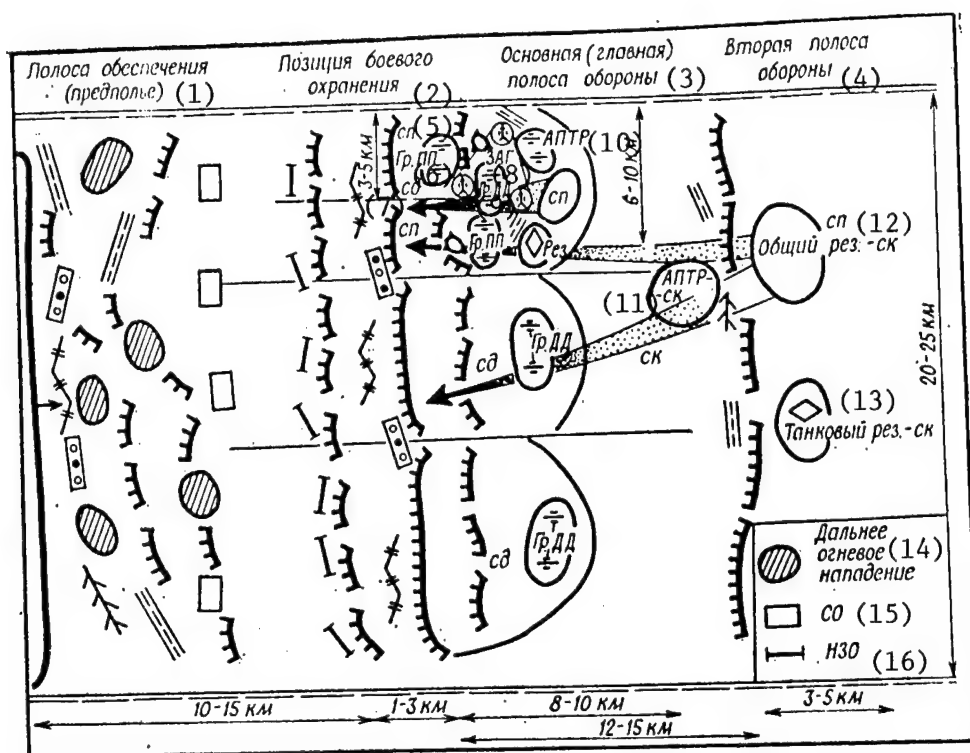 Полоса обеспечения
(предполье) (1)
Позиция боевого
охранения (2)
Основная (главная)
полоса обороны (3)
Вторая полоса
обороны (4)
(5)
сп
Гр.ПП
(6)
сд
3-5 км
ЗАГ
(8
Гр.ДД
АПТР
(10)
сп
6-10 км
сп
Гр.ПП
Рез.
сп (12)
Общий рез.-ск
АПТР-
ск
(11)
ск
Гр.ДД
сд
20-25 км
(13)
Танковый рез.-ск
Гр.ДД
сд
Дальнее
огневое (14)
нападение
СО (15)
НЗО (16)
10-15 км
1-3 км
8-10 км
3-5 км
12-15 км